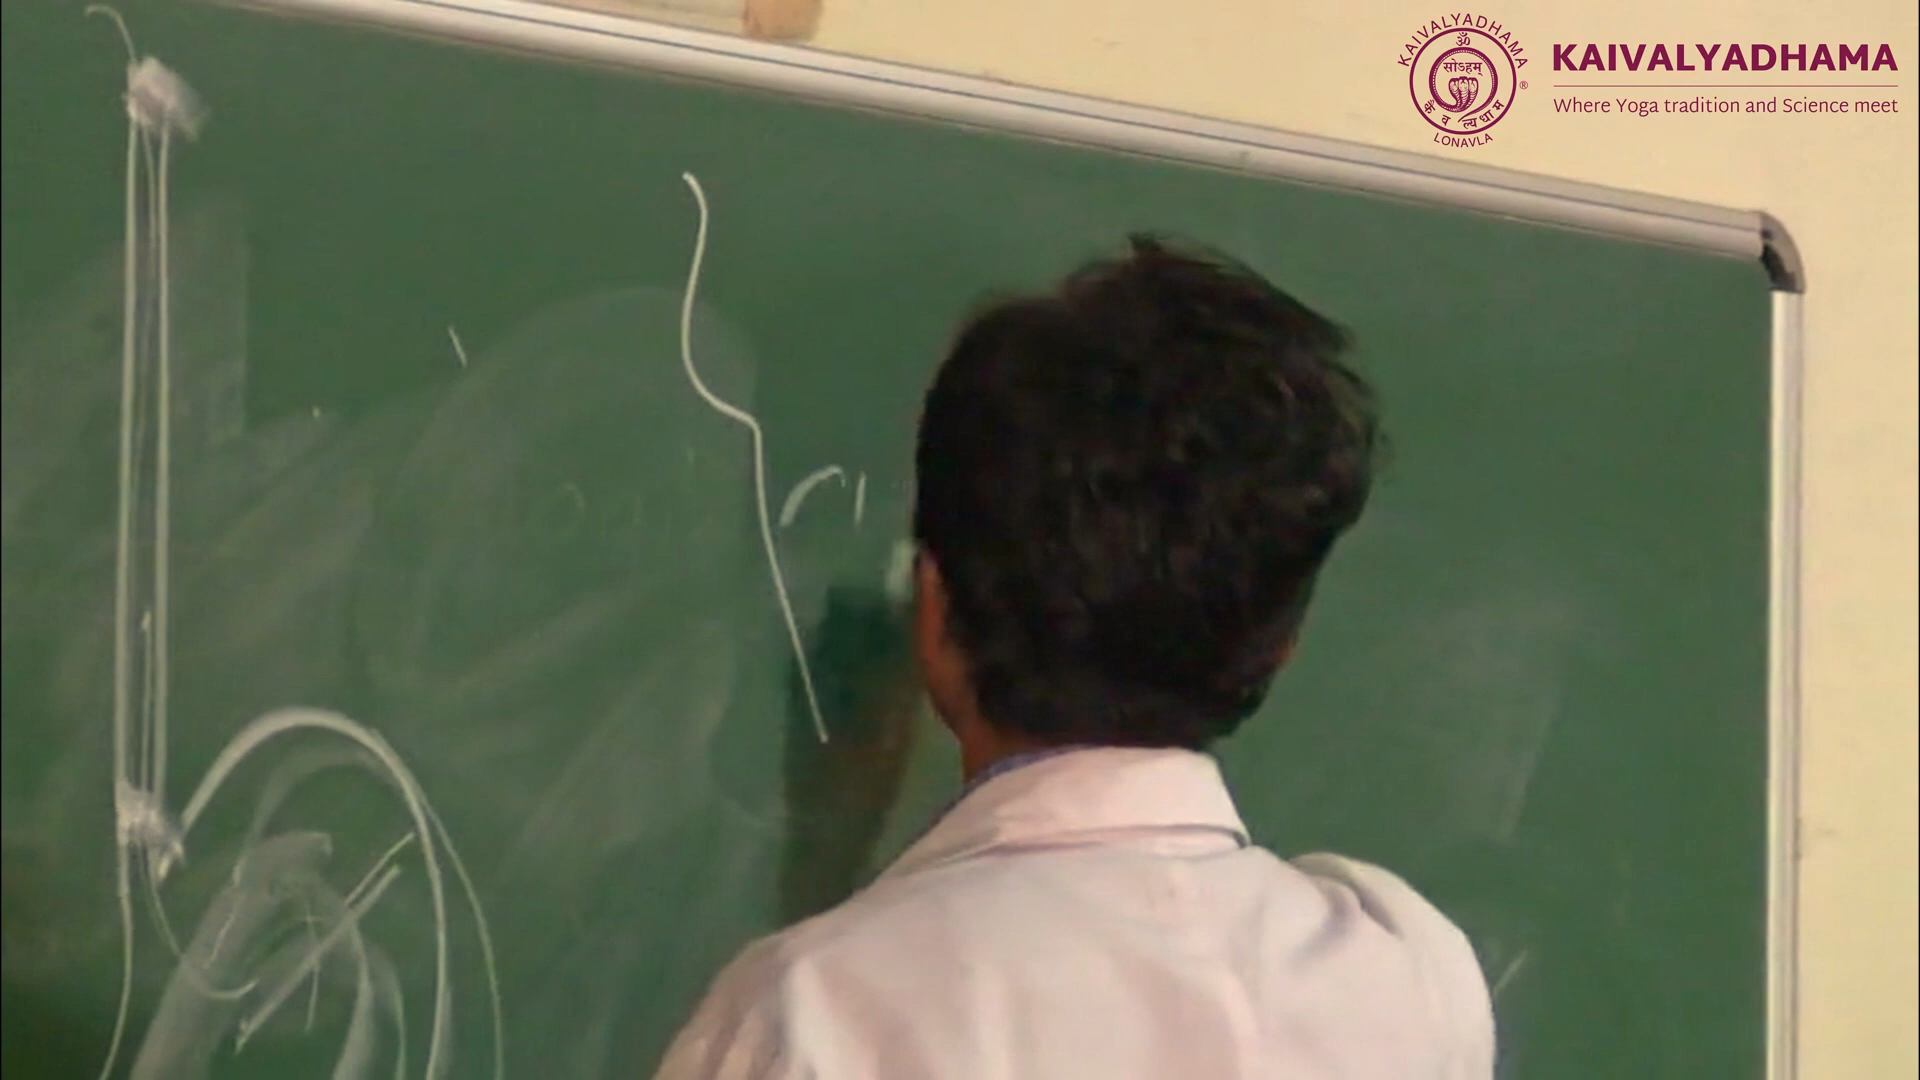 KAIVALYADHAMA
ॐ
सोऽहम्
कैवल्यधाम
LONAVLA
®
KAIVALYADHAMA
Where Yoga tradition and Science meet